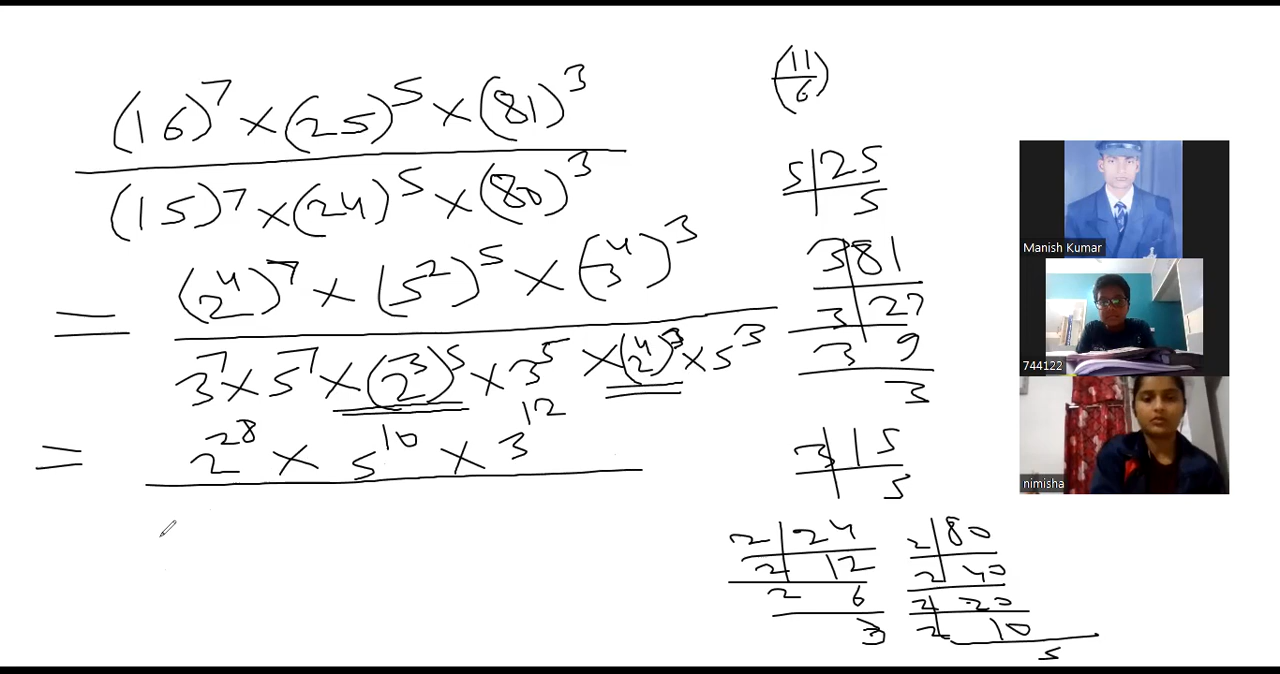 (16)^7 × (25)^5 × (81)^3
(15)^7 × (24)^5 × (80)^3
= (2^4)^7 × (5^2)^5 × (3^4)^3
3^7 × 5^7 × (2^3)^5 × 3^5 × (2^4)^3 × 5^3
= 2^28 × 5^10 × 3^12
(11/6)
5 | 25
5
3 | 81
3 | 27
3 9
3
3 | 15
5
2 | 24
2 | 12
2 6
3
2 | 80
2 | 40
2 | 20
2 | 10
5
Manish Kumar
744122
nimisha